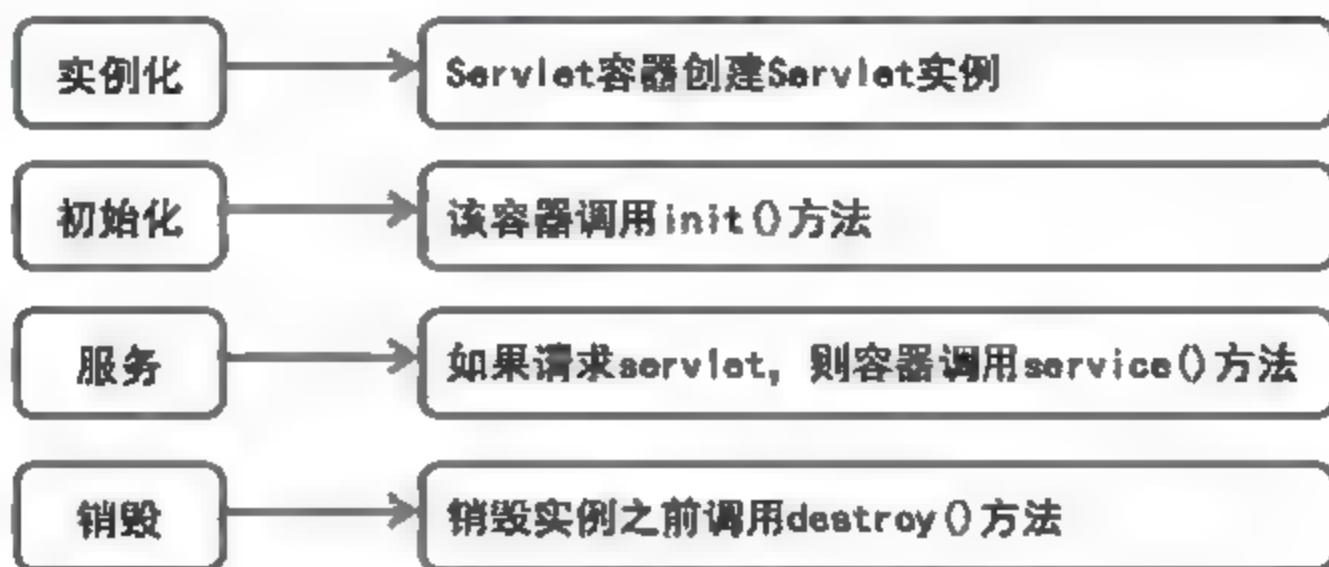 实例化
Servlet容器创建Servlet实例
初始化
该容器调用init()方法
服务
如果请求servlet，则容器调用service()方法
销毁
销毁实例之前调用destroy()方法